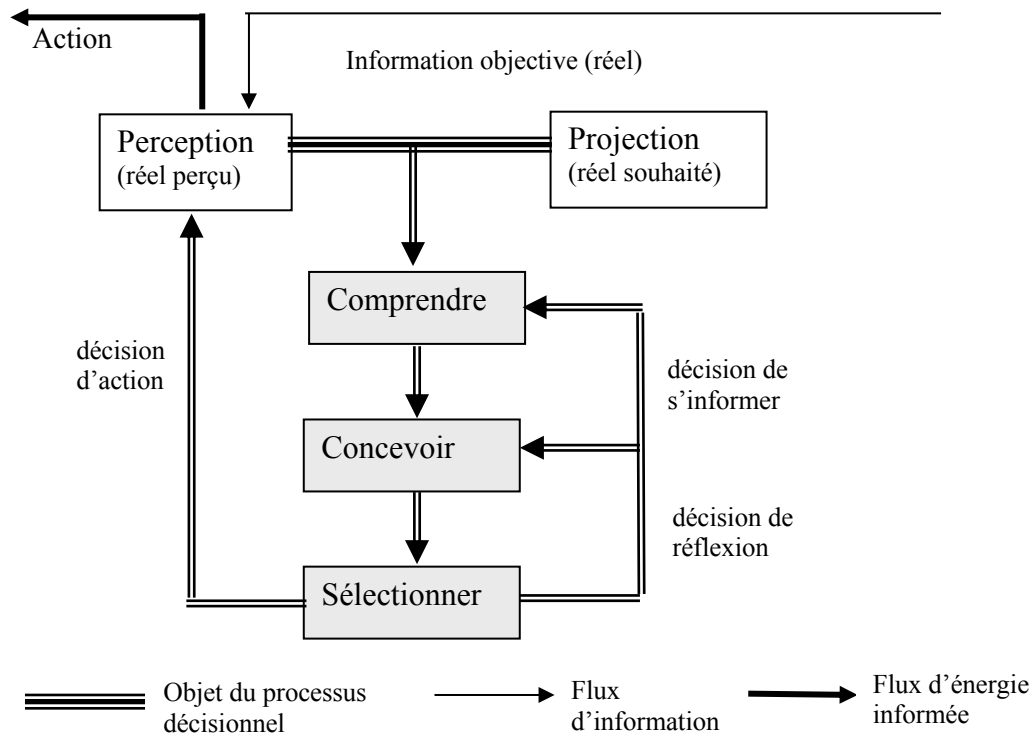 Action
Information objective (réel)
Perception
(réel perçu)
Projection
(réel souhaité)
Comprendre
décision
d’action
décision de
s’informer
Concevoir
décision de
réflexion
Sélectionner
Objet du processus
décisionnel
Flux
d’information
Flux d’énergie
informée